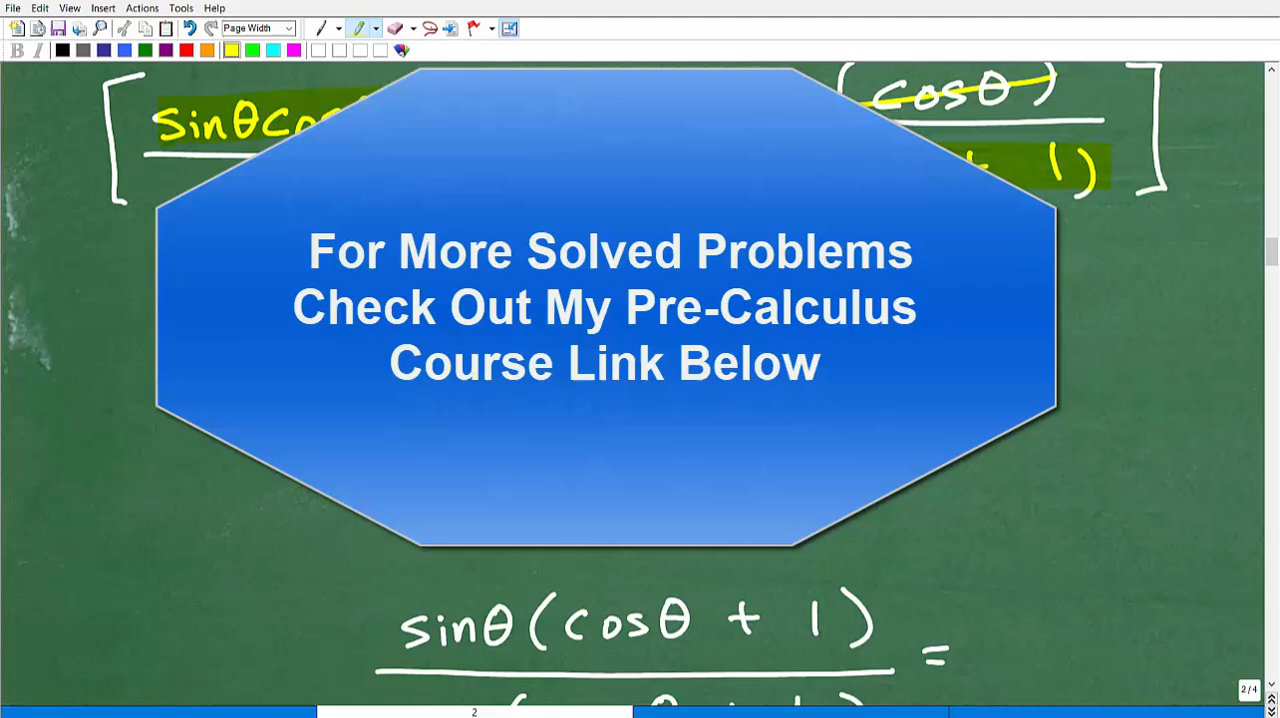 File Edit View Insert Actions Tools Help
Page Width
B I
(cosθ)
sinθco
1)
For More Solved Problems
Check Out My Pre-Calculus
Course Link Below
sinθ(cosθ + 1)
=
2/4
2